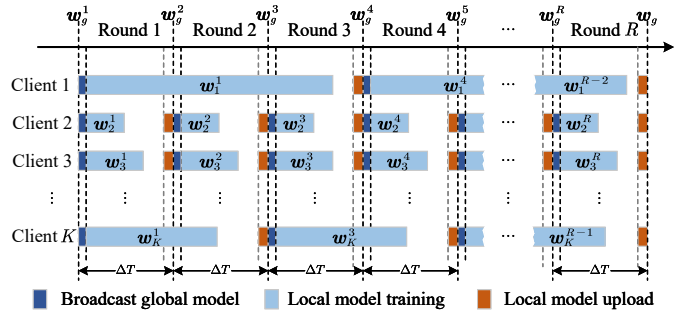 w_g^1 w_g^2 w_g^3 w_g^4 w_g^5 ... w_g^R w_g
Round 1 Round 2 Round 3 Round 4 ... Round R
Client 1 w_1^1 w_1^4 ... w_1^{R-2}
Client 2 w_2^1 w_2^2 w_2^3 w_2^4 ... w_2^R
Client 3 w_3^1 w_3^2 w_3^3 w_3^4 ... w_3^R
⋮ ⋮ ⋮ ⋮ ⋮ ⋮
Client K w_K^1 w_K^3 ... w_K^{R-1}
ΔT ΔT ΔT ΔT ΔT
Broadcast global model Local model training Local model upload